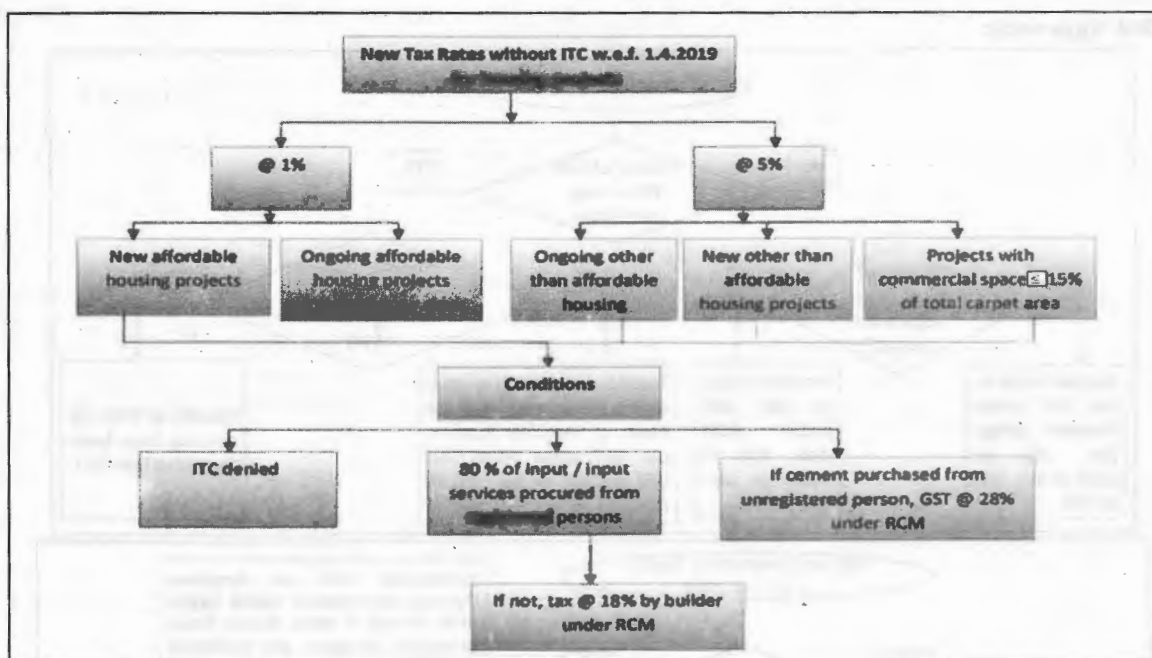 New Tax Rates without ITC w.e.f. 1.4.2019
@ 1%
@ 5%
New affordable
housing projects
Ongoing affordable
housing projects
Ongoing other
than affordable
housing
New other than
affordable
housing projects
Projects with
commercial space ≤ 15%
of total carpet area
Conditions
ITC denied
80 % of input / input
services procured from
persons
If cement purchased from
unregistered person, GST @ 28%
under RCM
If not, tax @ 18% by builder
under RCM